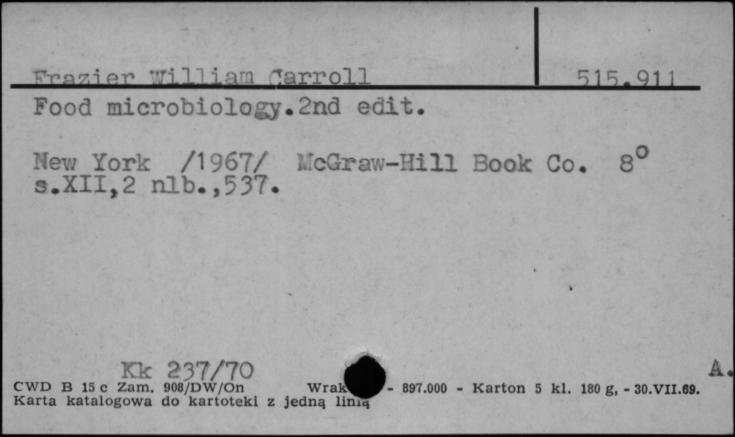 Frazier William Carroll 515.911
Food microbiology.2nd edit.
New York /1967/ McGraw-Hill Book Co. 8°
s.XII,2 nlb.,537.
Kk 237/70 A.
CWD B 15 c Zam. 908/DW/On - 897.000 - Karton 5 kl. 180 g, - 30.VII.69.
Karta katalogowa do kartoteki z jedną linią